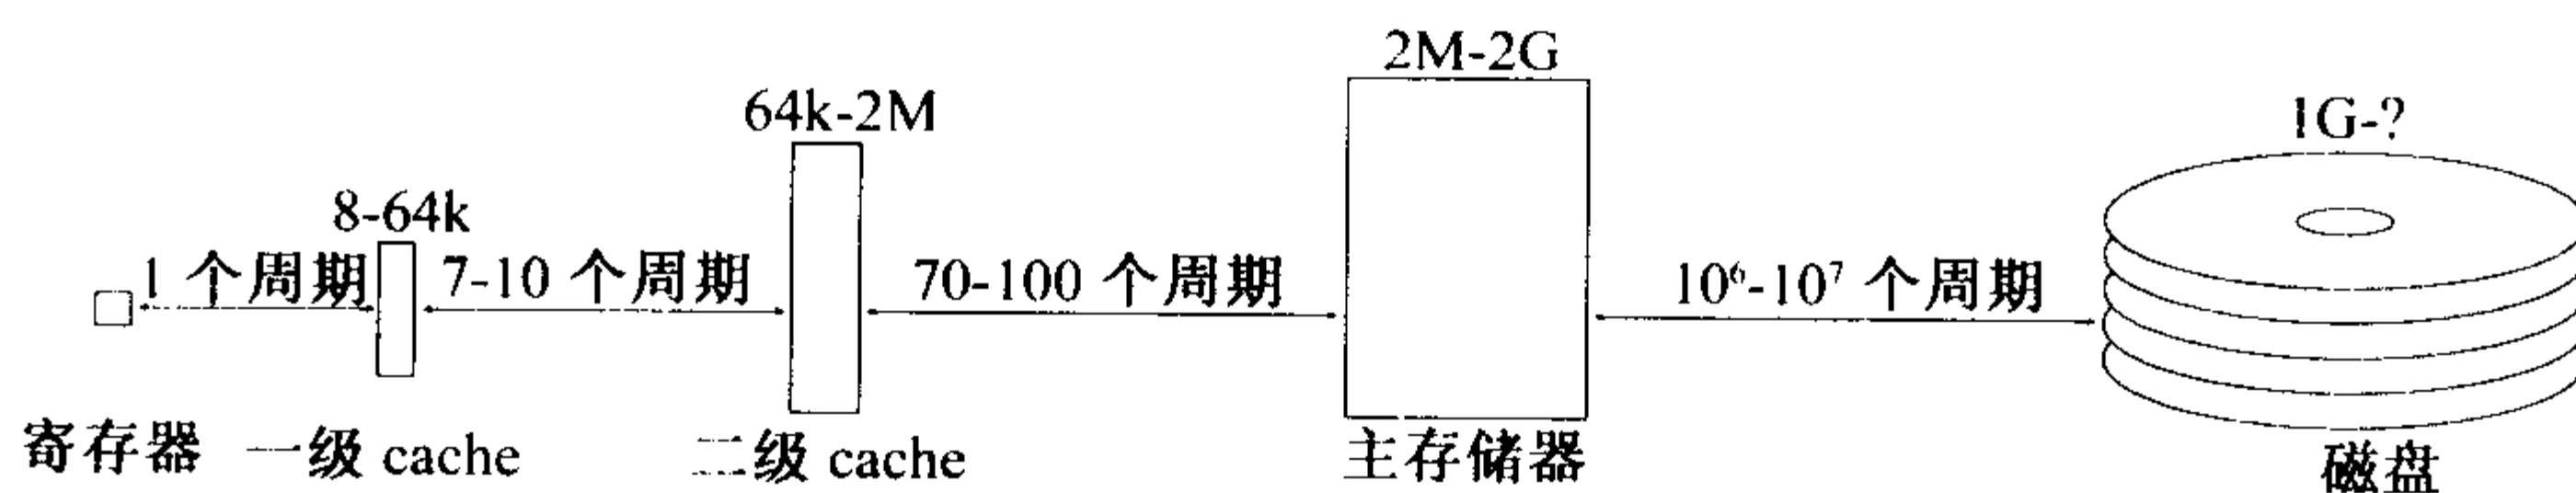 2M-2G
64k-2M
1G-?
8-64k
1 个周期
7-10 个周期
70-100 个周期
10⁶-10⁷ 个周期
寄存器
一级 cache
二级 cache
主存储器
磁盘